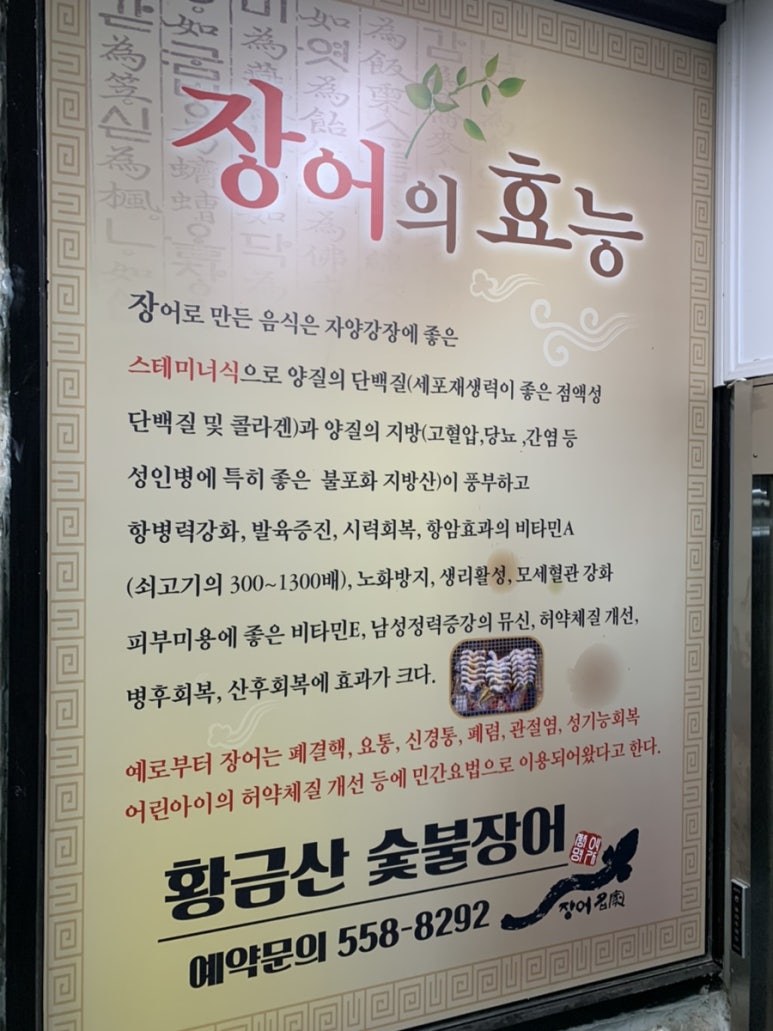 장어의 효능
장어로 만든 음식은 자양강장에 좋은
스테미너식으로 양질의 단백질(세포재생력이 좋은 점액성
단백질 및 콜라겐)과 양질의 지방(고혈압,당뇨 ,간염 등
성인병에 특히 좋은 불포화 지방산)이 풍부하고
항병력강화, 발육증진, 시력회복, 항암효과의 비타민A
(쇠고기의 300~1300배), 노화방지, 생리활성, 모세혈관 강화
피부미용에 좋은 비타민E, 남성정력증강의 뮤신, 허약체질 개선,
병후회복, 산후회복에 효과가 크다.
예로부터 장어는 폐결핵, 요통, 신경통, 폐렴, 관절염, 성기능회복
어린아이의 허약체질 개선 등에 민간요법으로 이용되어왔다고 한다.
황금산 숯불장어
장어 名家
예약문의 558-8292